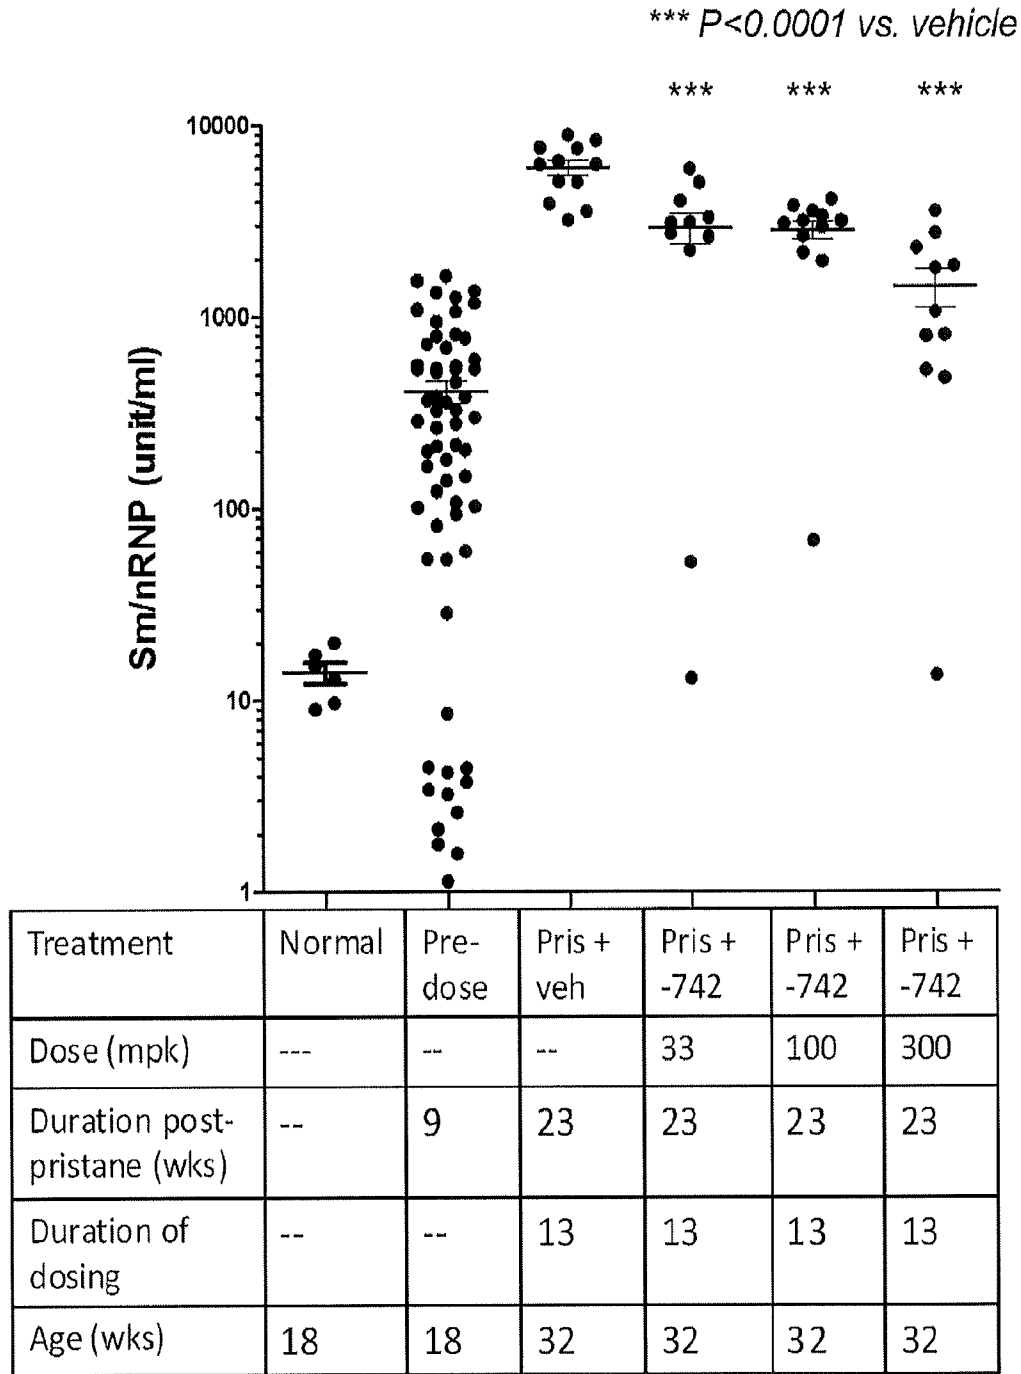 *** P<0.0001 vs. vehicle
*** *** ***
10000
1000
100
10
1
Sm/nRNP (unit/ml)
Treatment Normal Pre-dose Pris + veh Pris + -742 Pris + -742 Pris + -742
Dose (mpk) --- -- -- 33 100 300
Duration post-pristane (wks) -- 9 23 23 23 23
Duration of dosing -- -- 13 13 13 13
Age (wks) 18 18 32 32 32 32